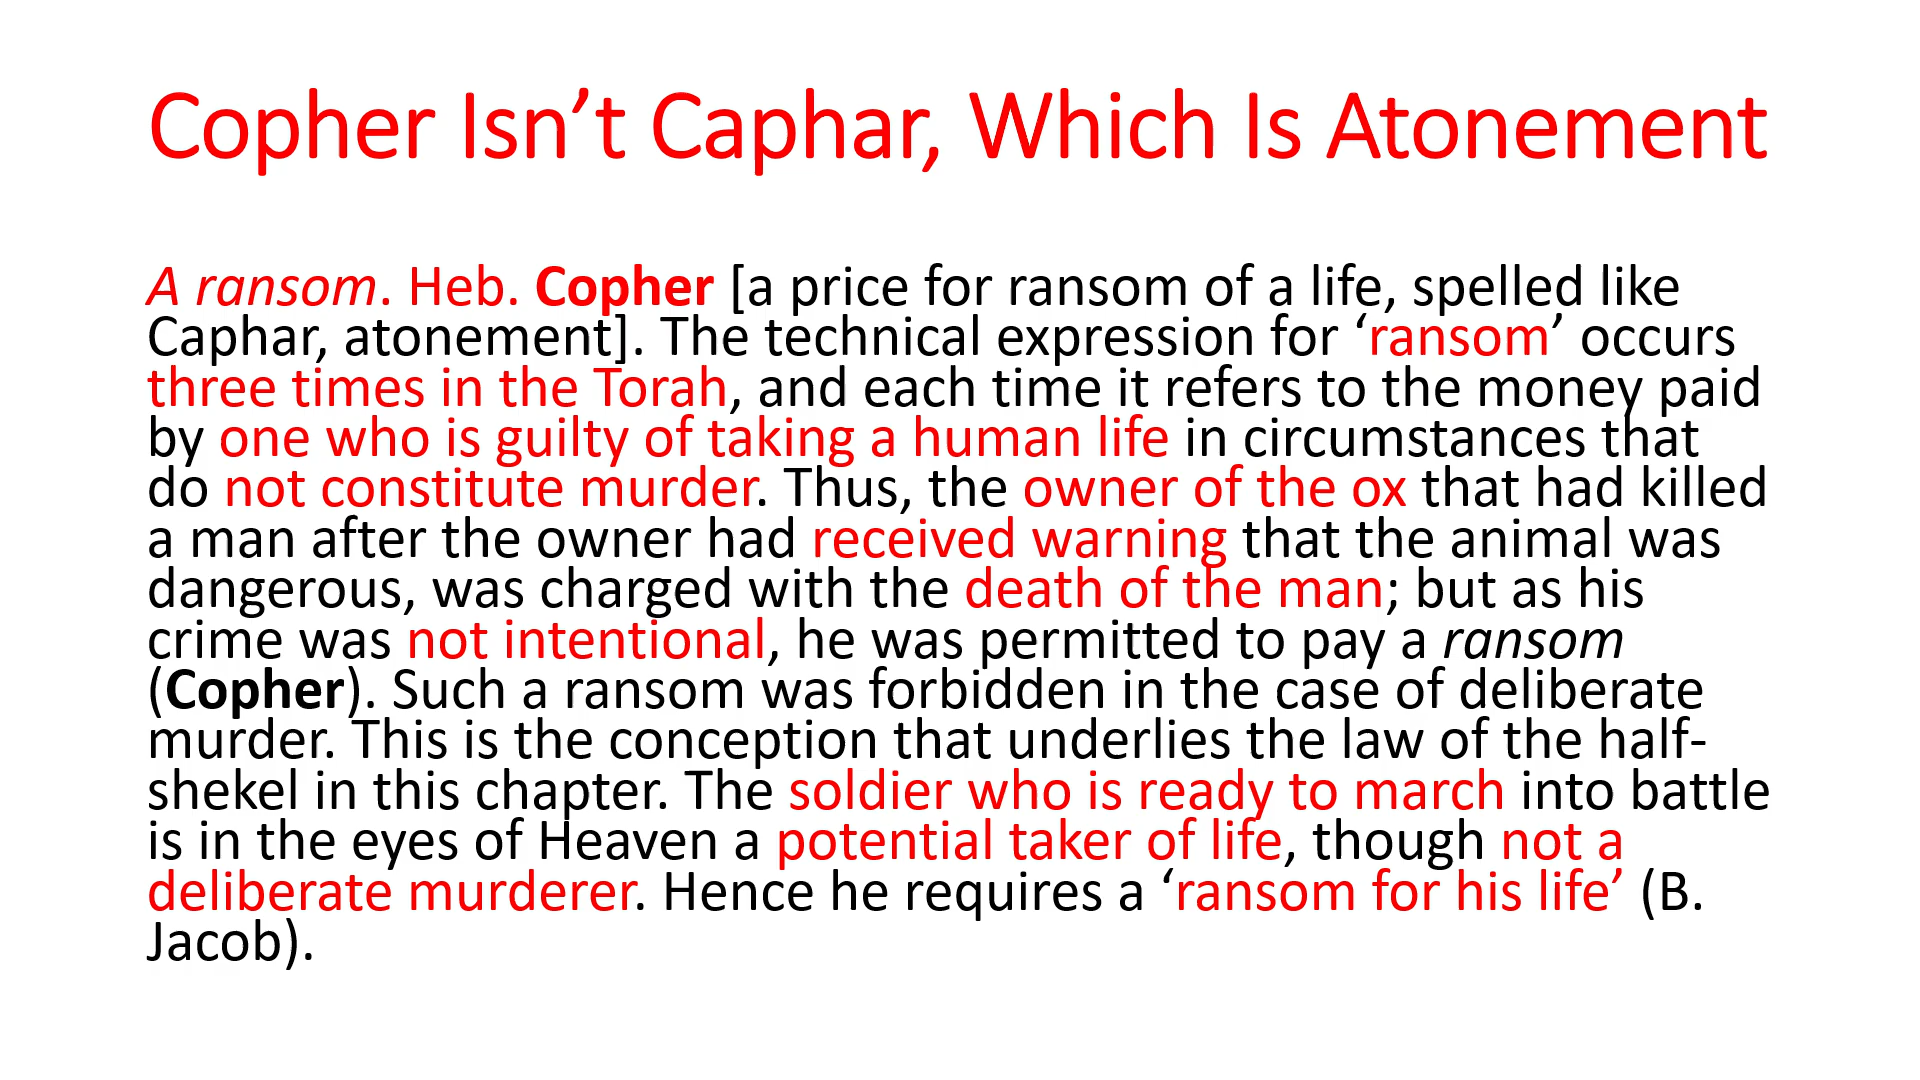 Copher Isn’t Caphar, Which Is Atonement
A ransom. Heb. Copher [a price for ransom of a life, spelled like
Caphar, atonement]. The technical expression for ‘ransom’ occurs
three times in the Torah, and each time it refers to the money paid
by one who is guilty of taking a human life in circumstances that
do not constitute murder. Thus, the owner of the ox that had killed
a man after the owner had received warning that the animal was
dangerous, was charged with the death of the man; but as his
crime was not intentional, he was permitted to pay a ransom
(Copher). Such a ransom was forbidden in the case of deliberate
murder. This is the conception that underlies the law of the half-
shekel in this chapter. The soldier who is ready to march into battle
is in the eyes of Heaven a potential taker of life, though not a
deliberate murderer. Hence he requires a ‘ransom for his life’ (B.
Jacob).